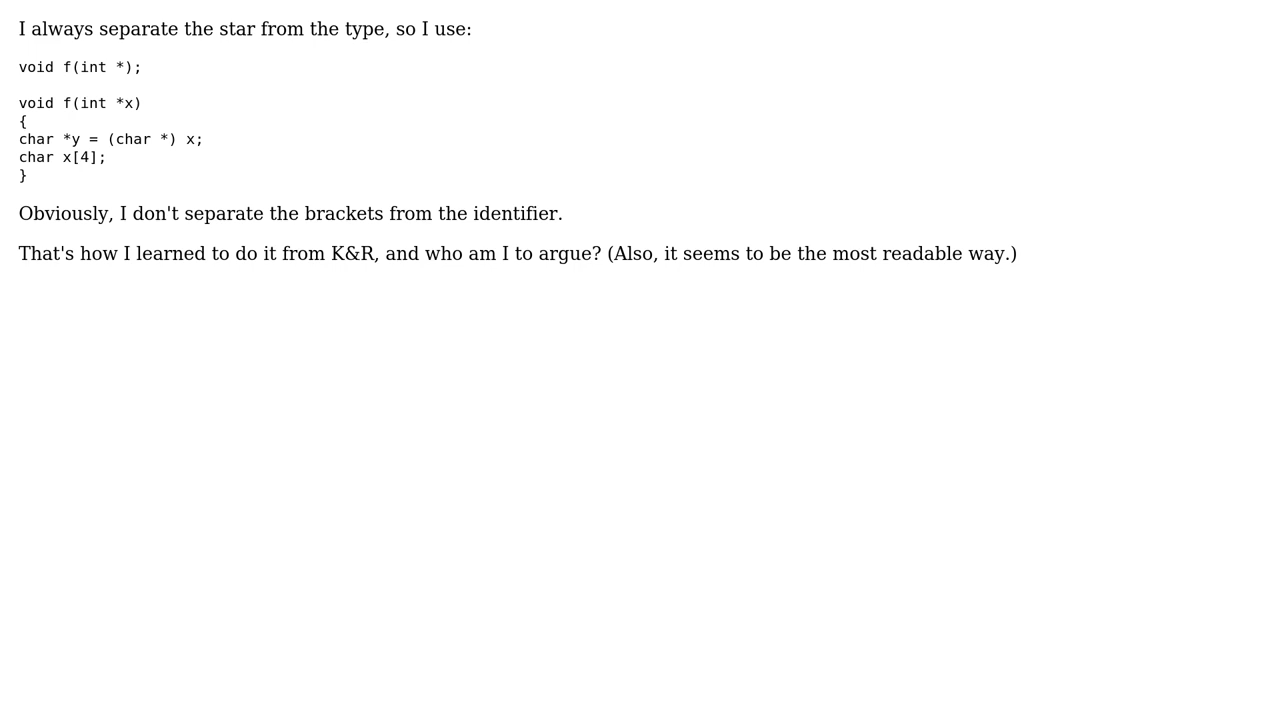 I always separate the star from the type, so I use:
void f(int *);
void f(int *x)
{
char *y = (char *) x;
char x[4];
}
Obviously, I don't separate the brackets from the identifier.
That's how I learned to do it from K&R, and who am I to argue? (Also, it seems to be the most readable way.)